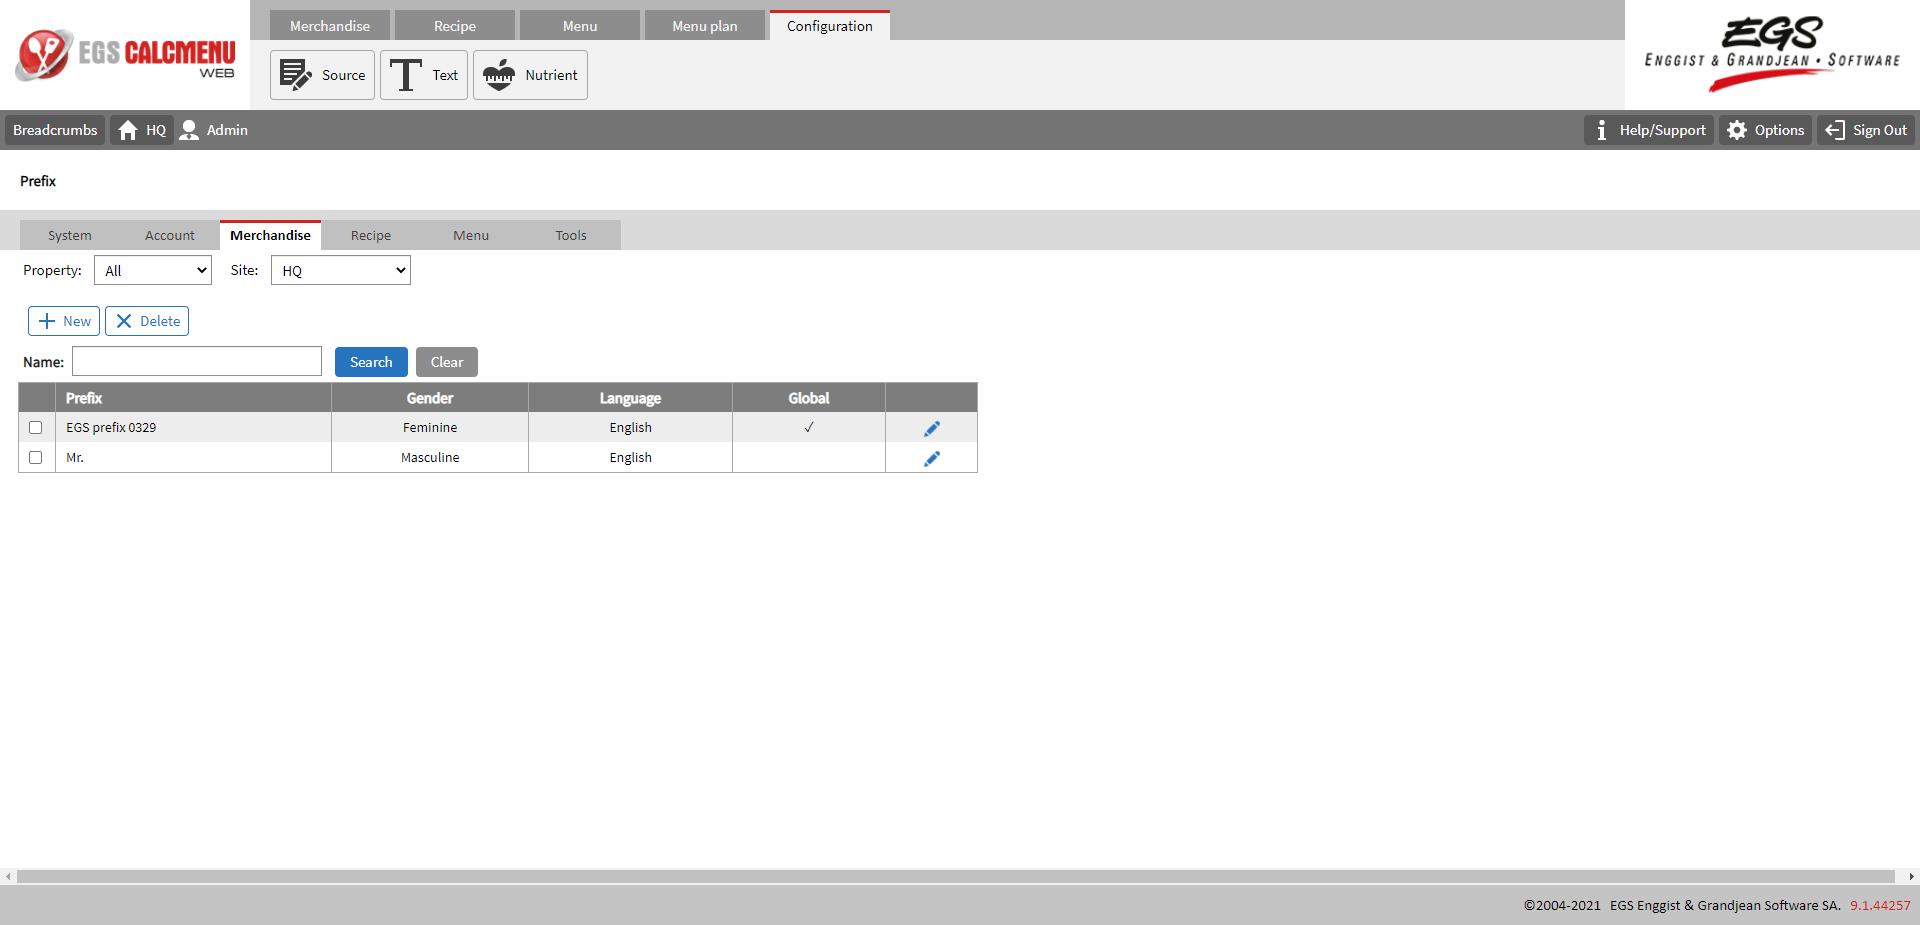 EGS CALCMENU
WEB
Merchandise Recipe Menu Menu plan Configuration
Source Text Nutrient
EGS
ENGGIST & GRANDJEAN • SOFTWARE
Breadcrumbs HQ Admin Help/Support Options Sign Out
Prefix
System Account Merchandise Recipe Menu Tools
Property: All Site: HQ
New Delete
Name: Search Clear
Prefix Gender Language Global
EGS prefix 0329 Feminine English ✓
Mr. Masculine English
©2004-2021 EGS Enggist & Grandjean Software SA. 9.1.44257